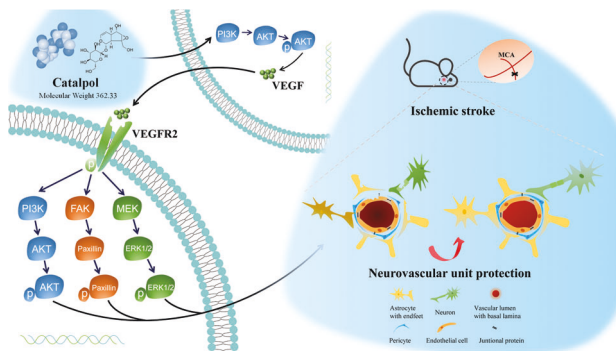 Catalpol
Molecular Weight 362.33
PI3K
AKT
p
AKT
VEGF
VEGFR2
p
PI3K
FAK
MEK
AKT
Paxillin
ERK1/2
p
AKT
p
Paxillin
p
ERK1/2
MCA
Ischemic stroke
Neurovascular unit protection
Astrocyte
with endfeet
Neuron
Vascular lumen
with basal lamina
Pericyte
Endothelial cell
Juntional protein